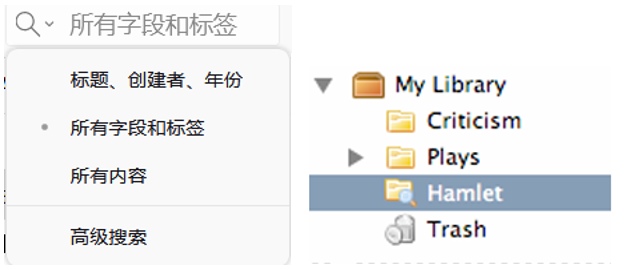 所有字段和标签
标题、创建者、年份
所有字段和标签
所有内容
高级搜索
My Library
Criticism
Plays
Hamlet
Trash